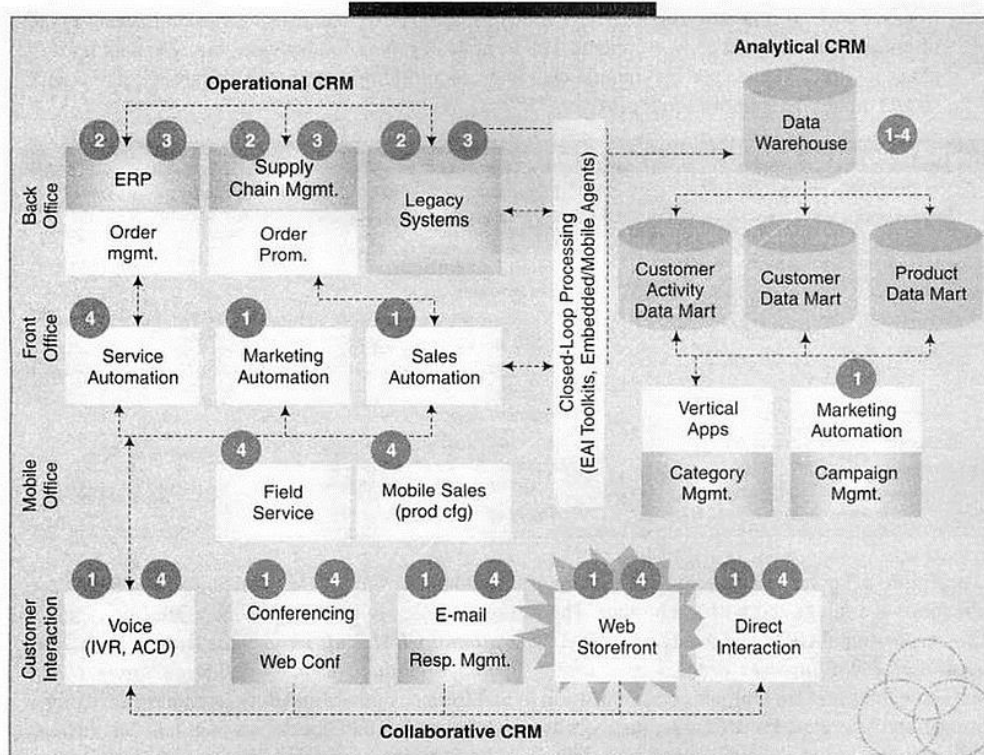 Analytical CRM
Operational CRM
Data
Warehouse
1-4
2
3
2
3
2
3
Back
Office
ERP
Order
mgmt.
Supply
Chain Mgmt.
Order
Prom.
Legacy
Systems
Closed-Loop Processing
(EAI Toolkits, Embedded/Mobile Agents)
Customer
Activity
Data Mart
Customer
Data Mart
Product
Data Mart
Front
Office
4
Service
Automation
1
Marketing
Automation
1
Sales
Automation
Vertical
Apps
Category
Mgmt.
1
Marketing
Automation
Campaign
Mgmt.
Mobile
Office
4
Field
Service
4
Mobile Sales
(prod cfg)
Customer
Interaction
1
4
Voice
(IVR, ACD)
1
4
Conferencing
Web Conf
1
4
E-mail
Resp. Mgmt.
1
4
Web
Storefront
1
4
Direct
Interaction
Collaborative CRM